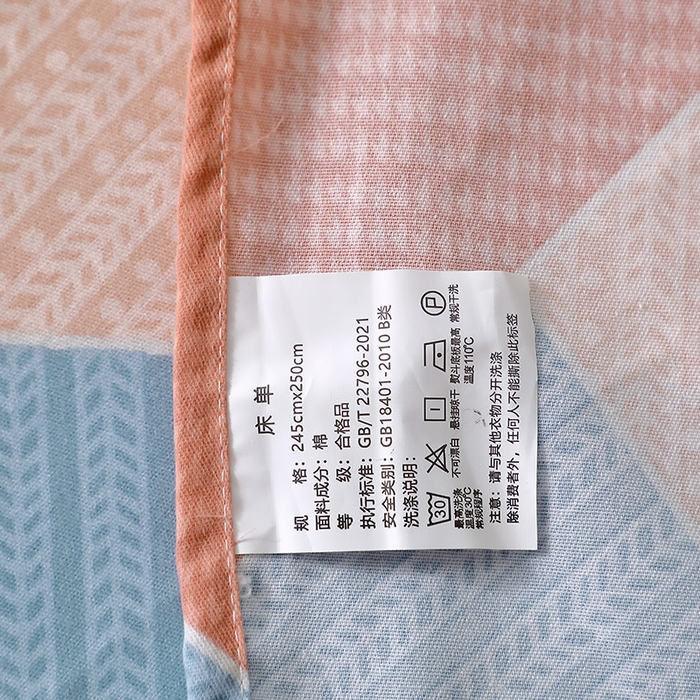 床 单
规 格：245cmx250cm
面料成分：棉
等 级：合格品
执行标准：GB/T 22796-2021
安全类别：GB18401-2010 B类
洗涤说明：
30 P
最高洗涤 不可漂白 悬挂晾干 熨斗底板最高 常规干洗
温度30℃ 温度110℃
常规程序
注意：请与其他衣物分开洗涤
除消费者外，任何人不能撕除此标签